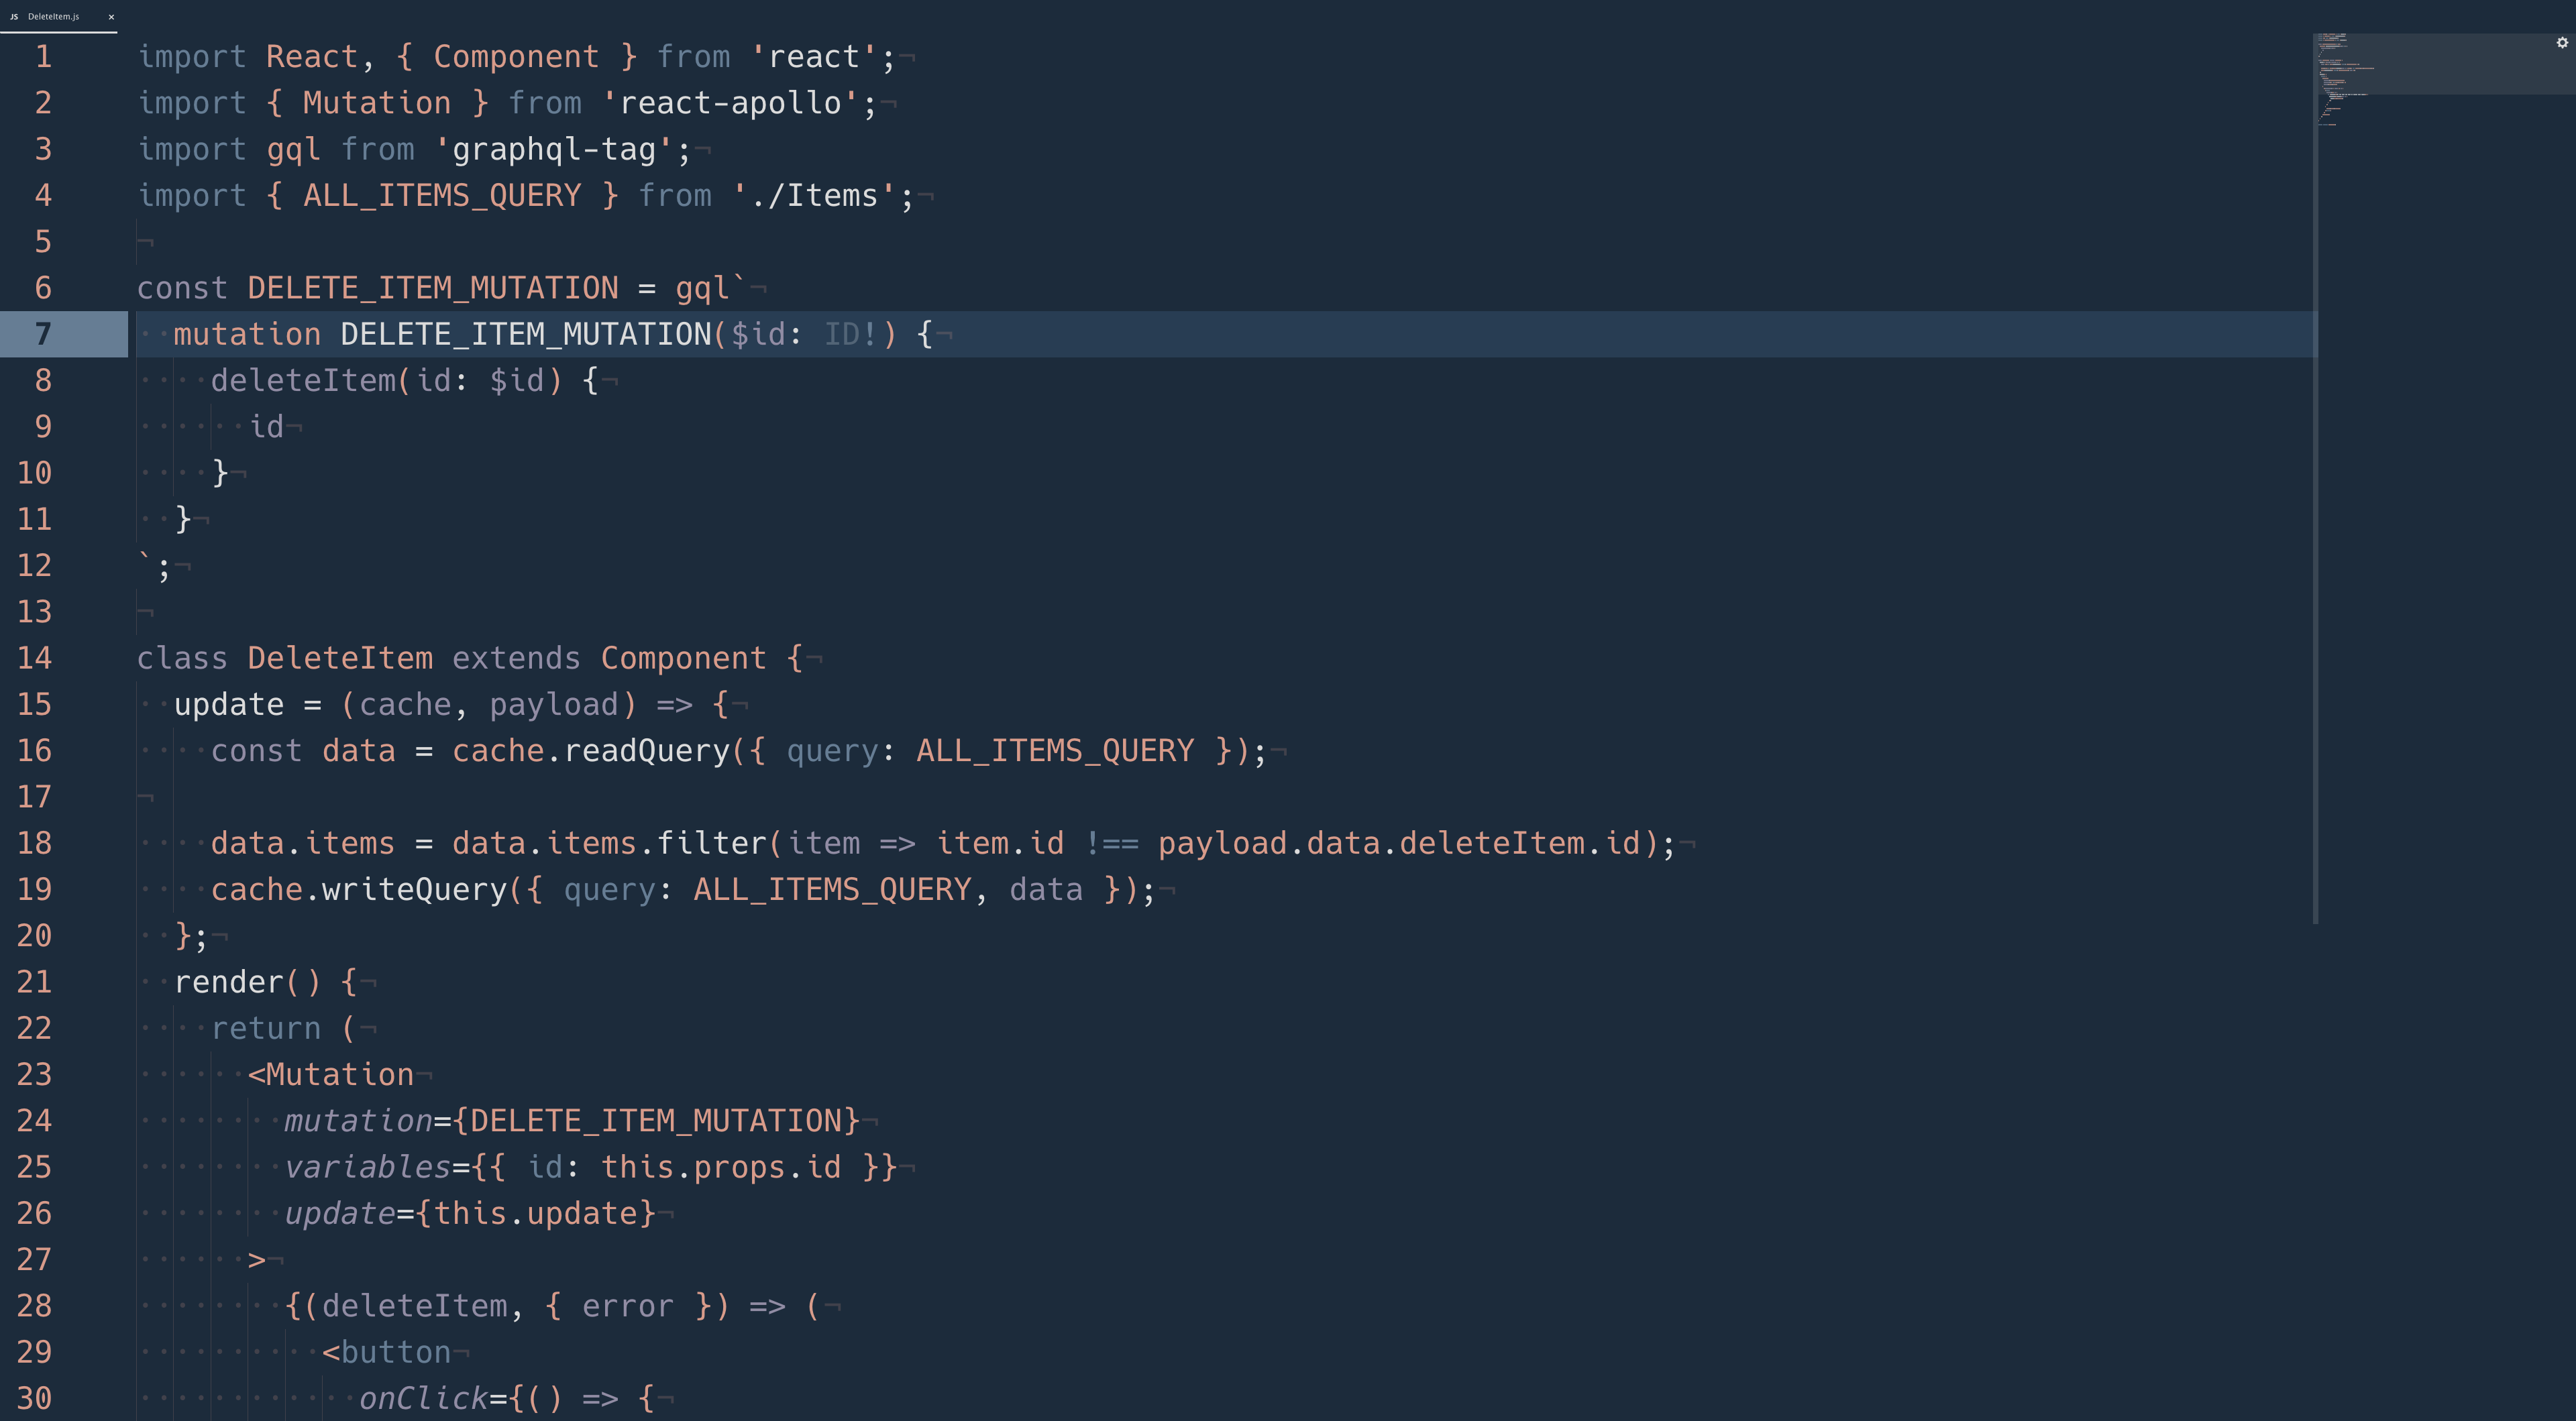 JS DeleteItem.js ×
1 import React, { Component } from 'react';¬
2 import { Mutation } from 'react-apollo';¬
3 import gql from 'graphql-tag';¬
4 import { ALL_ITEMS_QUERY } from './Items';¬
5 ¬
6 const DELETE_ITEM_MUTATION = gql`¬
7 ··mutation DELETE_ITEM_MUTATION($id: ID!) {¬
8 ····deleteItem(id: $id) {¬
9 ······id¬
10 ····}¬
11 ··}¬
12 `;¬
13 ¬
14 class DeleteItem extends Component {¬
15 ··update = (cache, payload) => {¬
16 ····const data = cache.readQuery({ query: ALL_ITEMS_QUERY });¬
17 ¬
18 ····data.items = data.items.filter(item => item.id !== payload.data.deleteItem.id);¬
19 ····cache.writeQuery({ query: ALL_ITEMS_QUERY, data });¬
20 ··};¬
21 ··render() {¬
22 ····return (¬
23 ······<Mutation¬
24 ········mutation={DELETE_ITEM_MUTATION}¬
25 ········variables={{ id: this.props.id }}¬
26 ········update={this.update}¬
27 ······>¬
28 ········{(deleteItem, { error }) => (¬
29 ··········<button¬
30 ············onClick={() => {¬